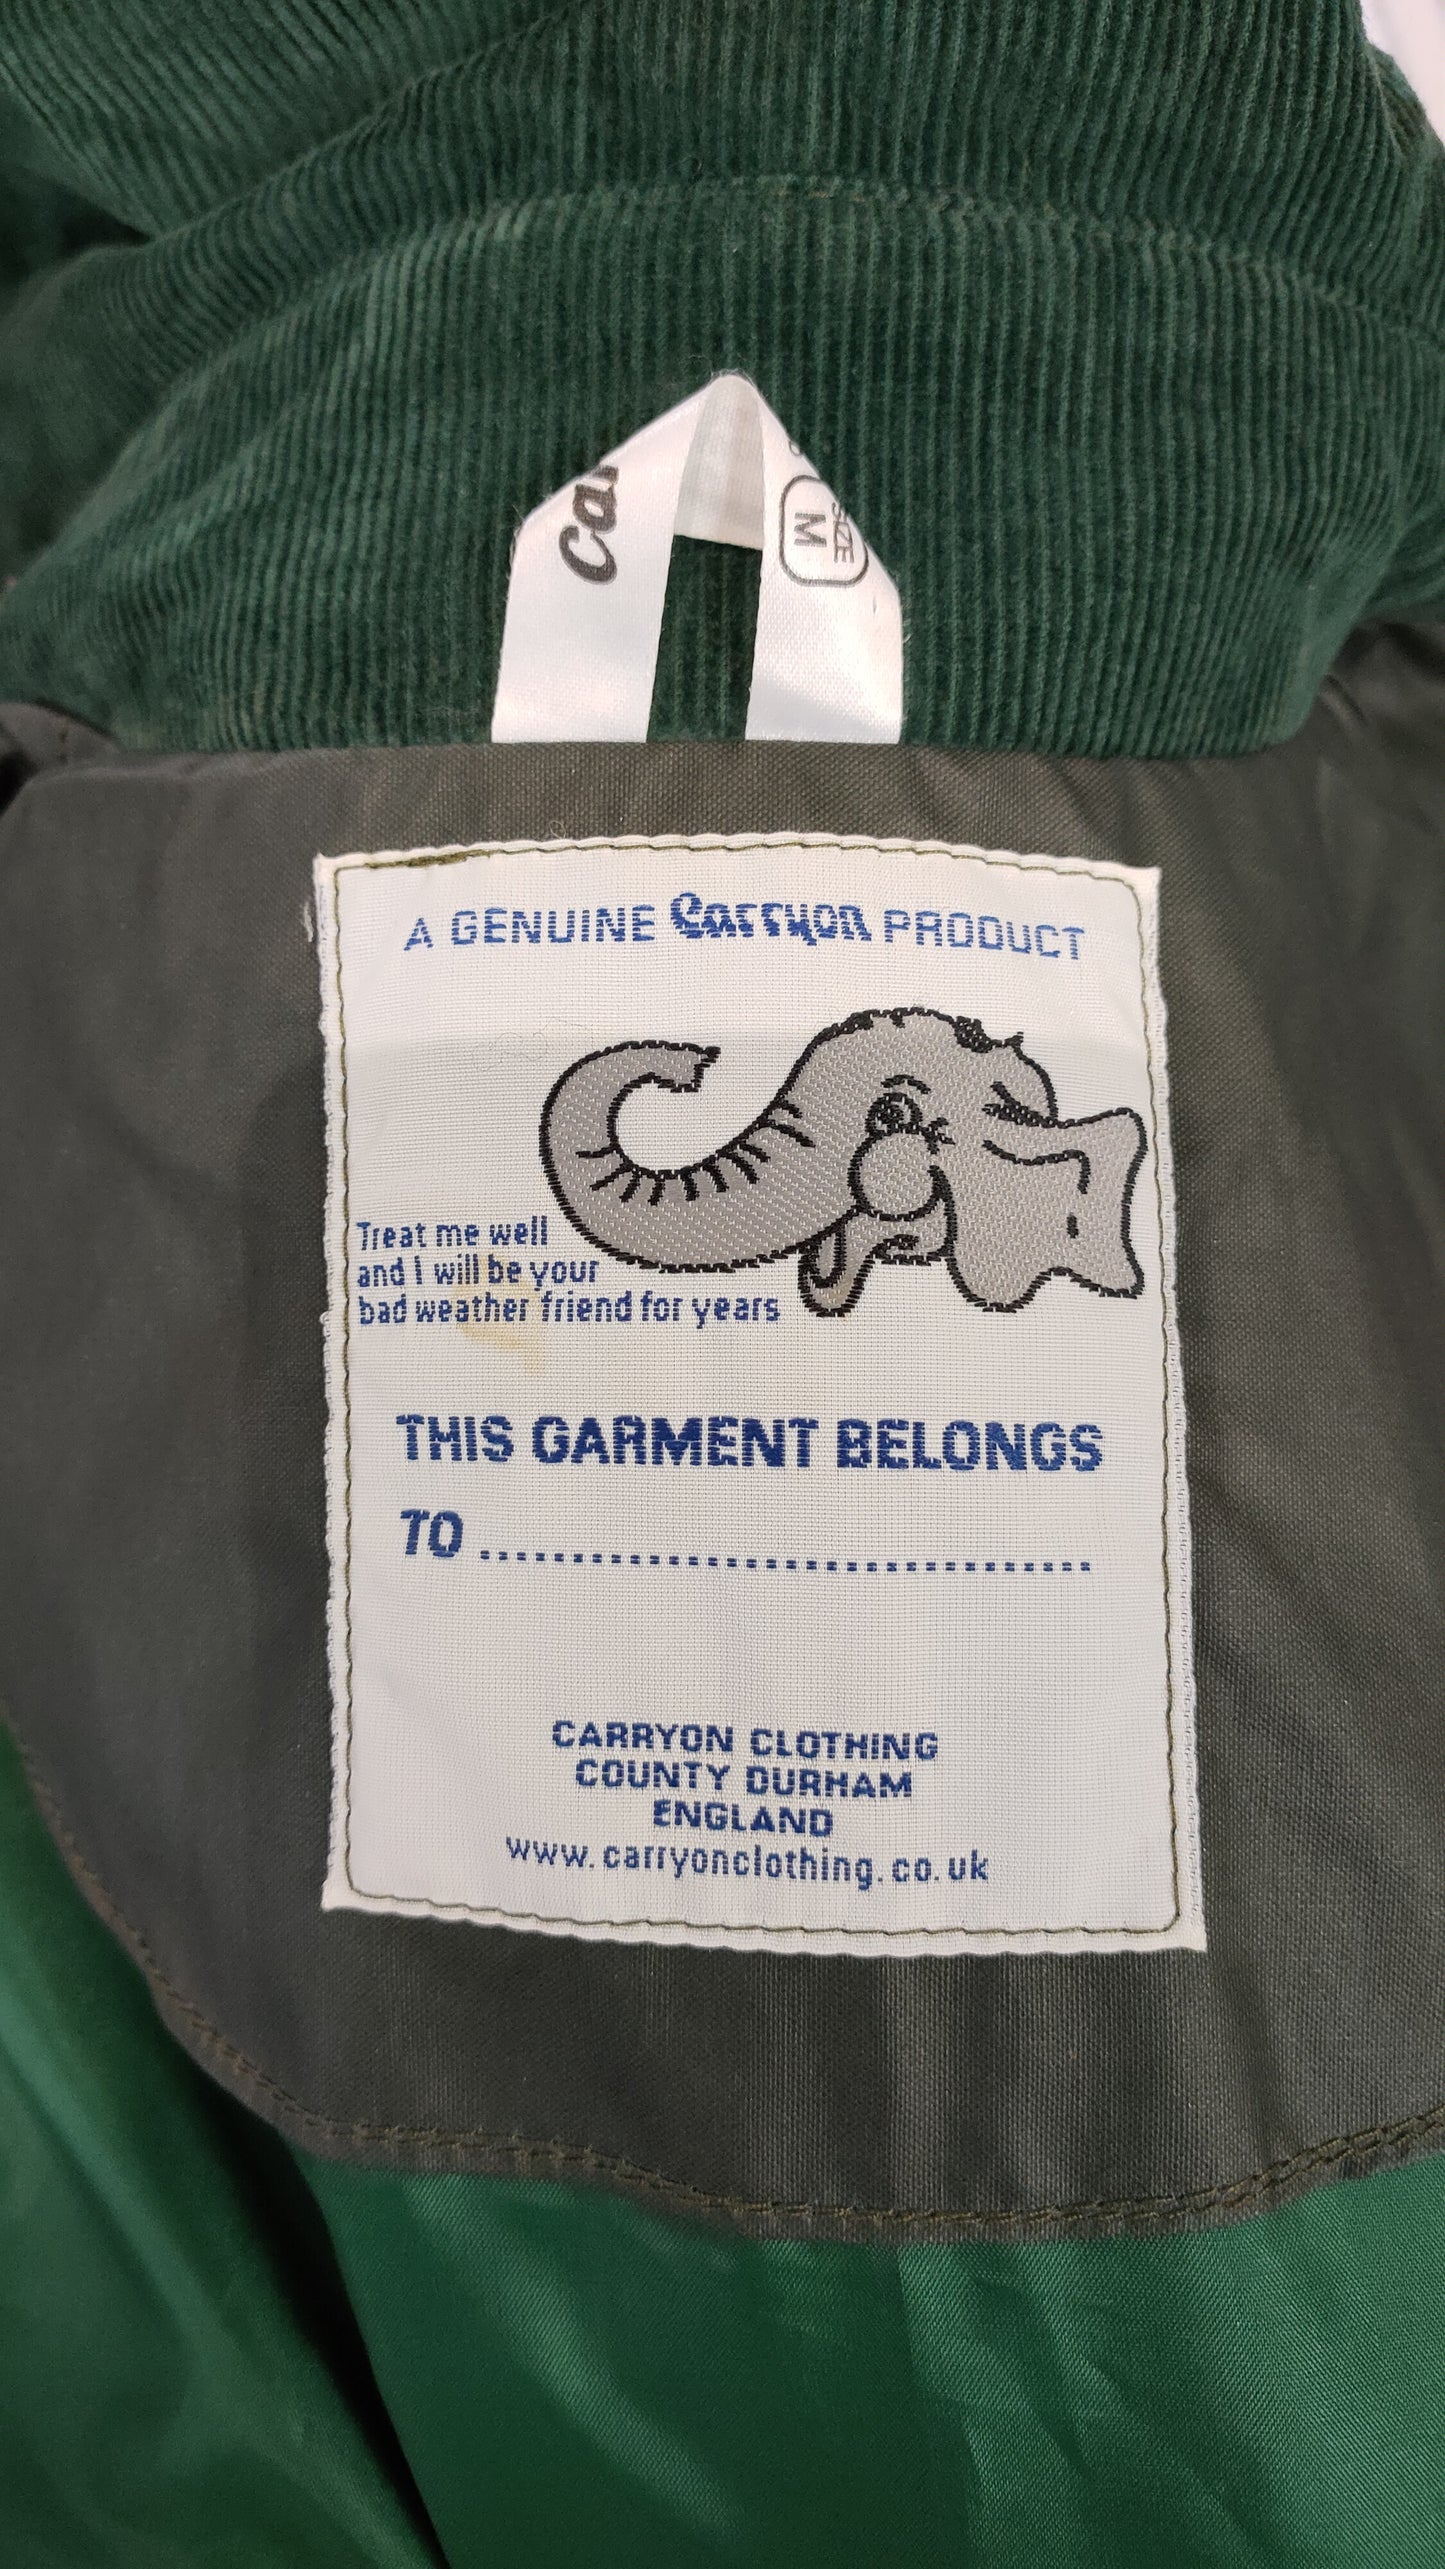 SIZE
M
A GENUINE Carryon PRODUCT
Treat me well
and I will be your
bad weather friend for years
THIS GARMENT BELONGS
TO ..................................
CARRYON CLOTHING
COUNTY DURHAM
ENGLAND
www.carryonclothing.co.uk